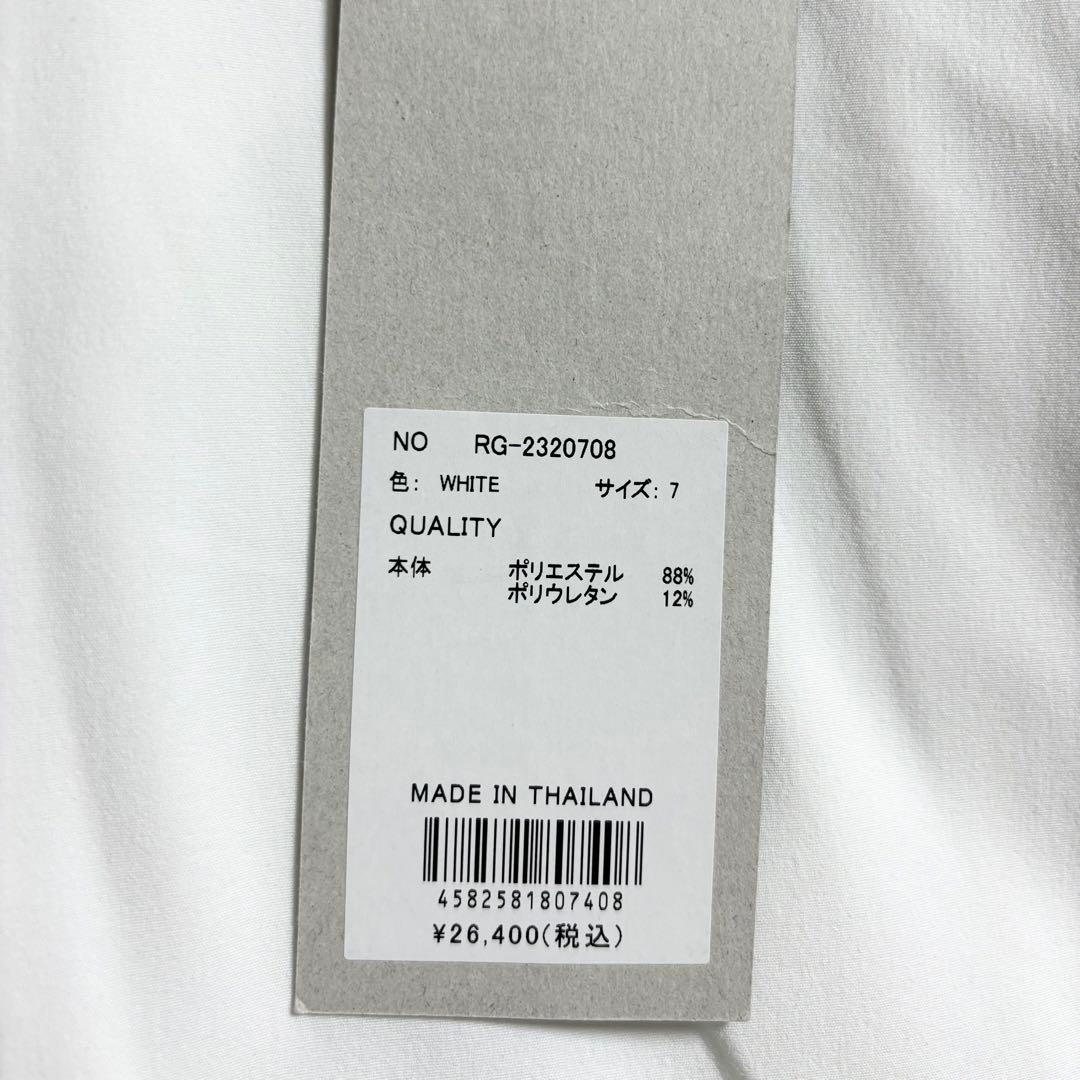 NO RG-2320708
色: WHITE サイズ: 7
QUALITY
本体 ポリエステル 88%
ポリウレタン 12%
MADE IN THAILAND
4582581807408
¥26,400(税込)